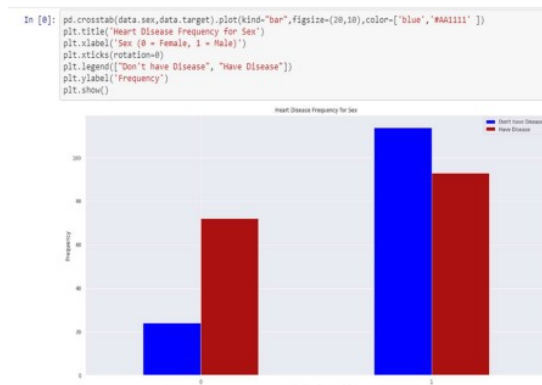 In [0]: pd.crosstab(data.sex,data.target).plot(kind="bar",figsize=(20,10),color=['blue','#AA1111' ])
plt.title('Heart Disease Frequency for Sex')
plt.xlabel('Sex (0 = Female, 1 = Male)')
plt.xticks(rotation=0)
plt.legend(["Don't have Disease", "Have Disease"])
plt.ylabel('Frequency')
plt.show()
Heart Disease Frequency for Sex
Don't have Disease
Have Disease
100
80
60
40
20
0
Frequency
0
1